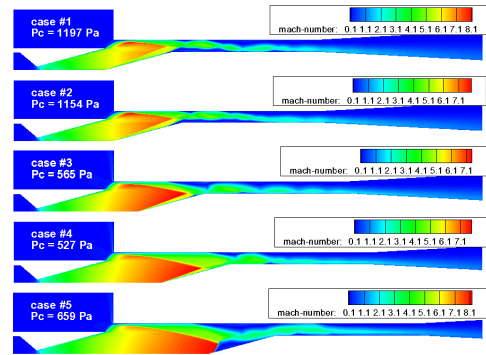 case #1
Pc = 1197 Pa
mach-number: 0.1 1.1 2.1 3.1 4.1 5.1 6.1 7.1 8.1
case #2
Pc = 1154 Pa
mach-number: 0.1 1.1 2.1 3.1 4.1 5.1 6.1 7.1
case #3
Pc = 565 Pa
mach-number: 0.1 1.1 2.1 3.1 4.1 5.1 6.1 7.1
case #4
Pc = 527 Pa
mach-number: 0.1 1.1 2.1 3.1 4.1 5.1 6.1 7.1
case #5
Pc = 659 Pa
mach-number: 0.1 1.1 2.1 3.1 4.1 5.1 6.1 7.1 8.1